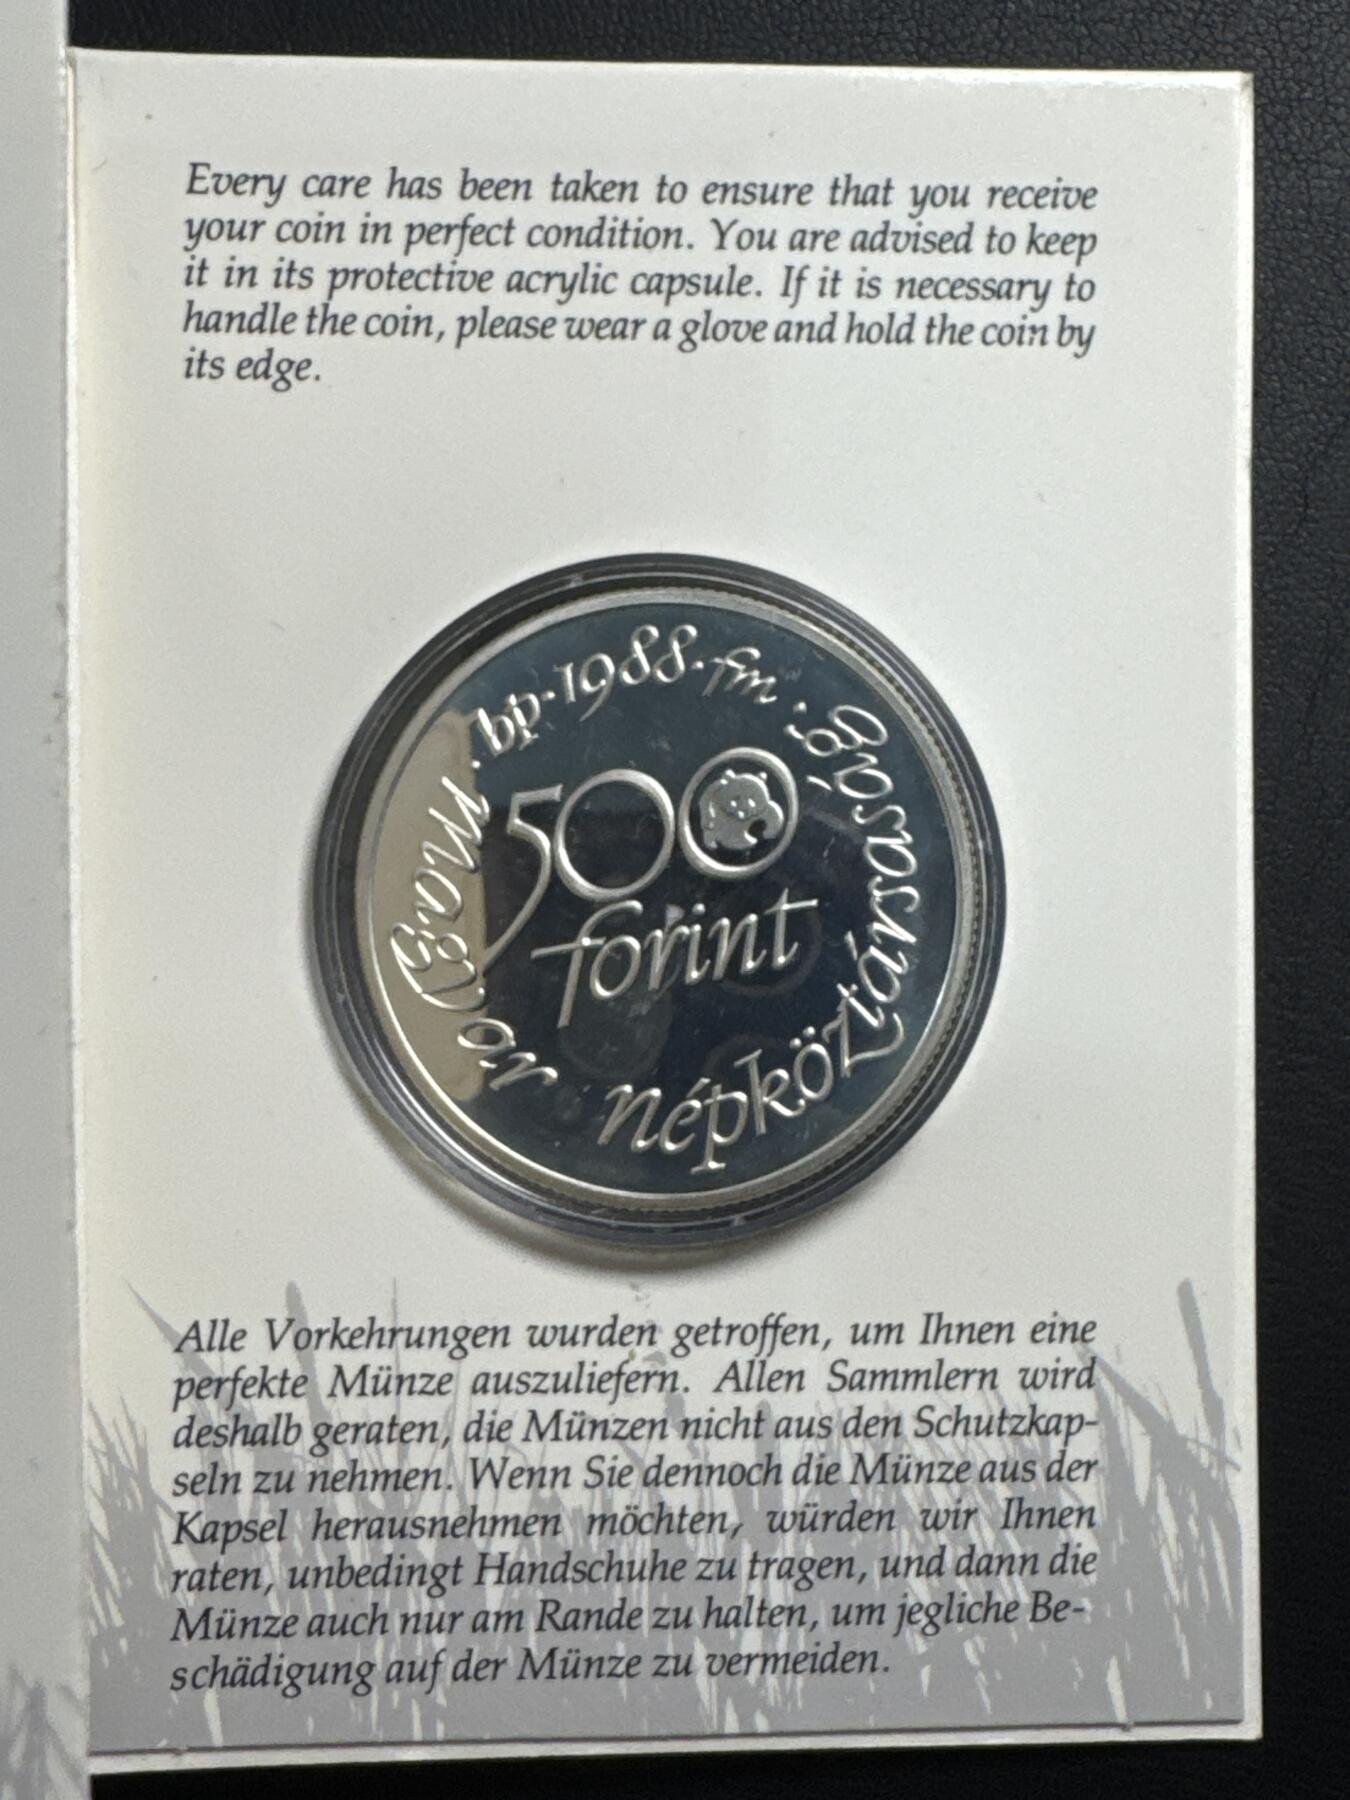 Every care has been taken to ensure that you receive
your coin in perfect condition. You are advised to keep
it in its protective acrylic capsule. If it is necessary to
handle the coin, please wear a glove and hold the coin by
its edge.
· bp·1988·fm ·
magyar népköztársaság
500
forint
Alle Vorkehrungen wurden getroffen, um Ihnen eine
perfekte Münze auszuliefern. Allen Sammlern wird
deshalb geraten, die Münzen nicht aus den Schutzkap-
seln zu nehmen. Wenn Sie dennoch die Münze aus der
Kapsel herausnehmen möchten, würden wir Ihnen
raten, unbedingt Handschuhe zu tragen, und dann die
Münze auch nur am Rande zu halten, um jegliche Be-
schädigung auf der Münze zu vermeiden.